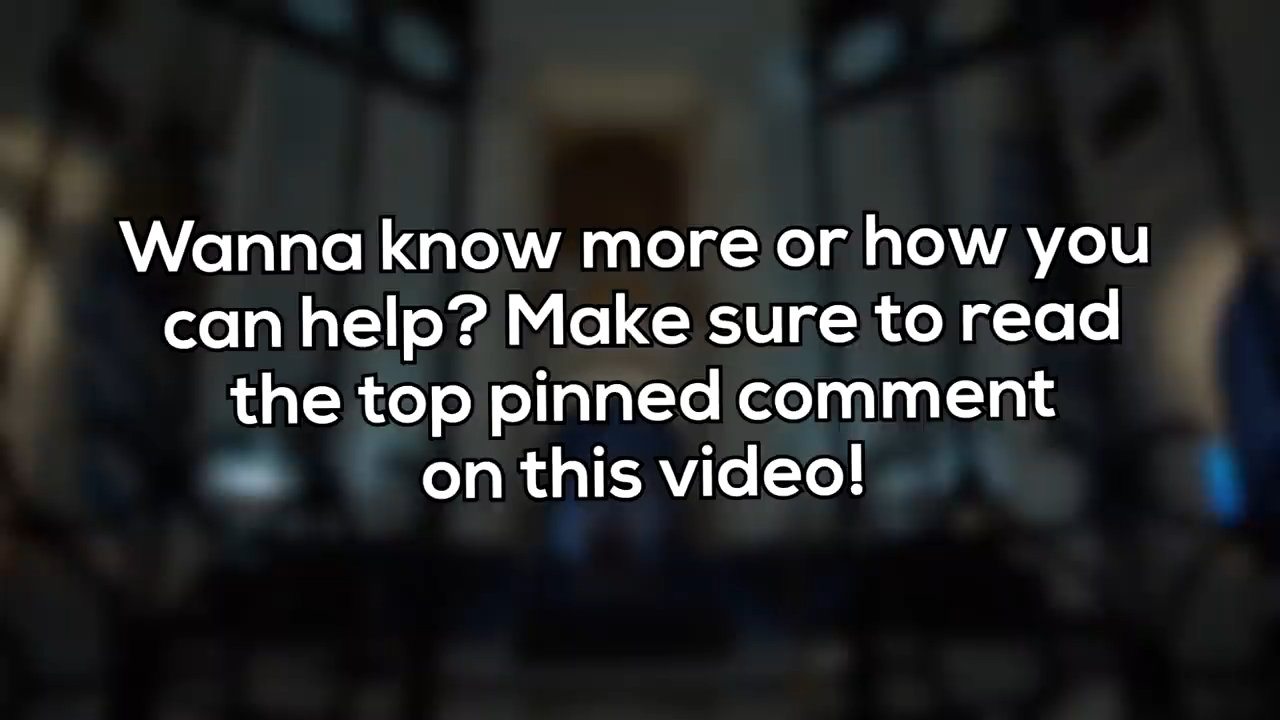 Wanna know more or how you
can help? Make sure to read
the top pinned comment
on this video!